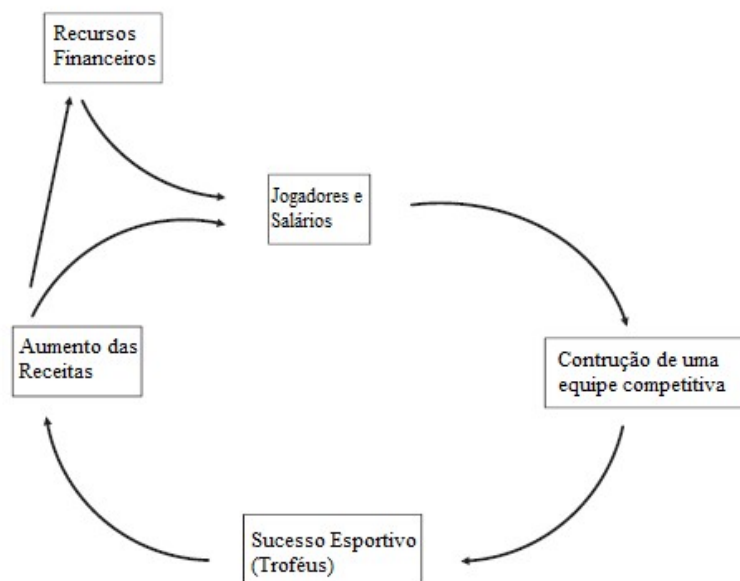 Recursos
Financeiros
Jogadores e
Salários
Aumento das
Receitas
Contrução de uma
equipe competitiva
Sucesso Esportivo
(Troféus)